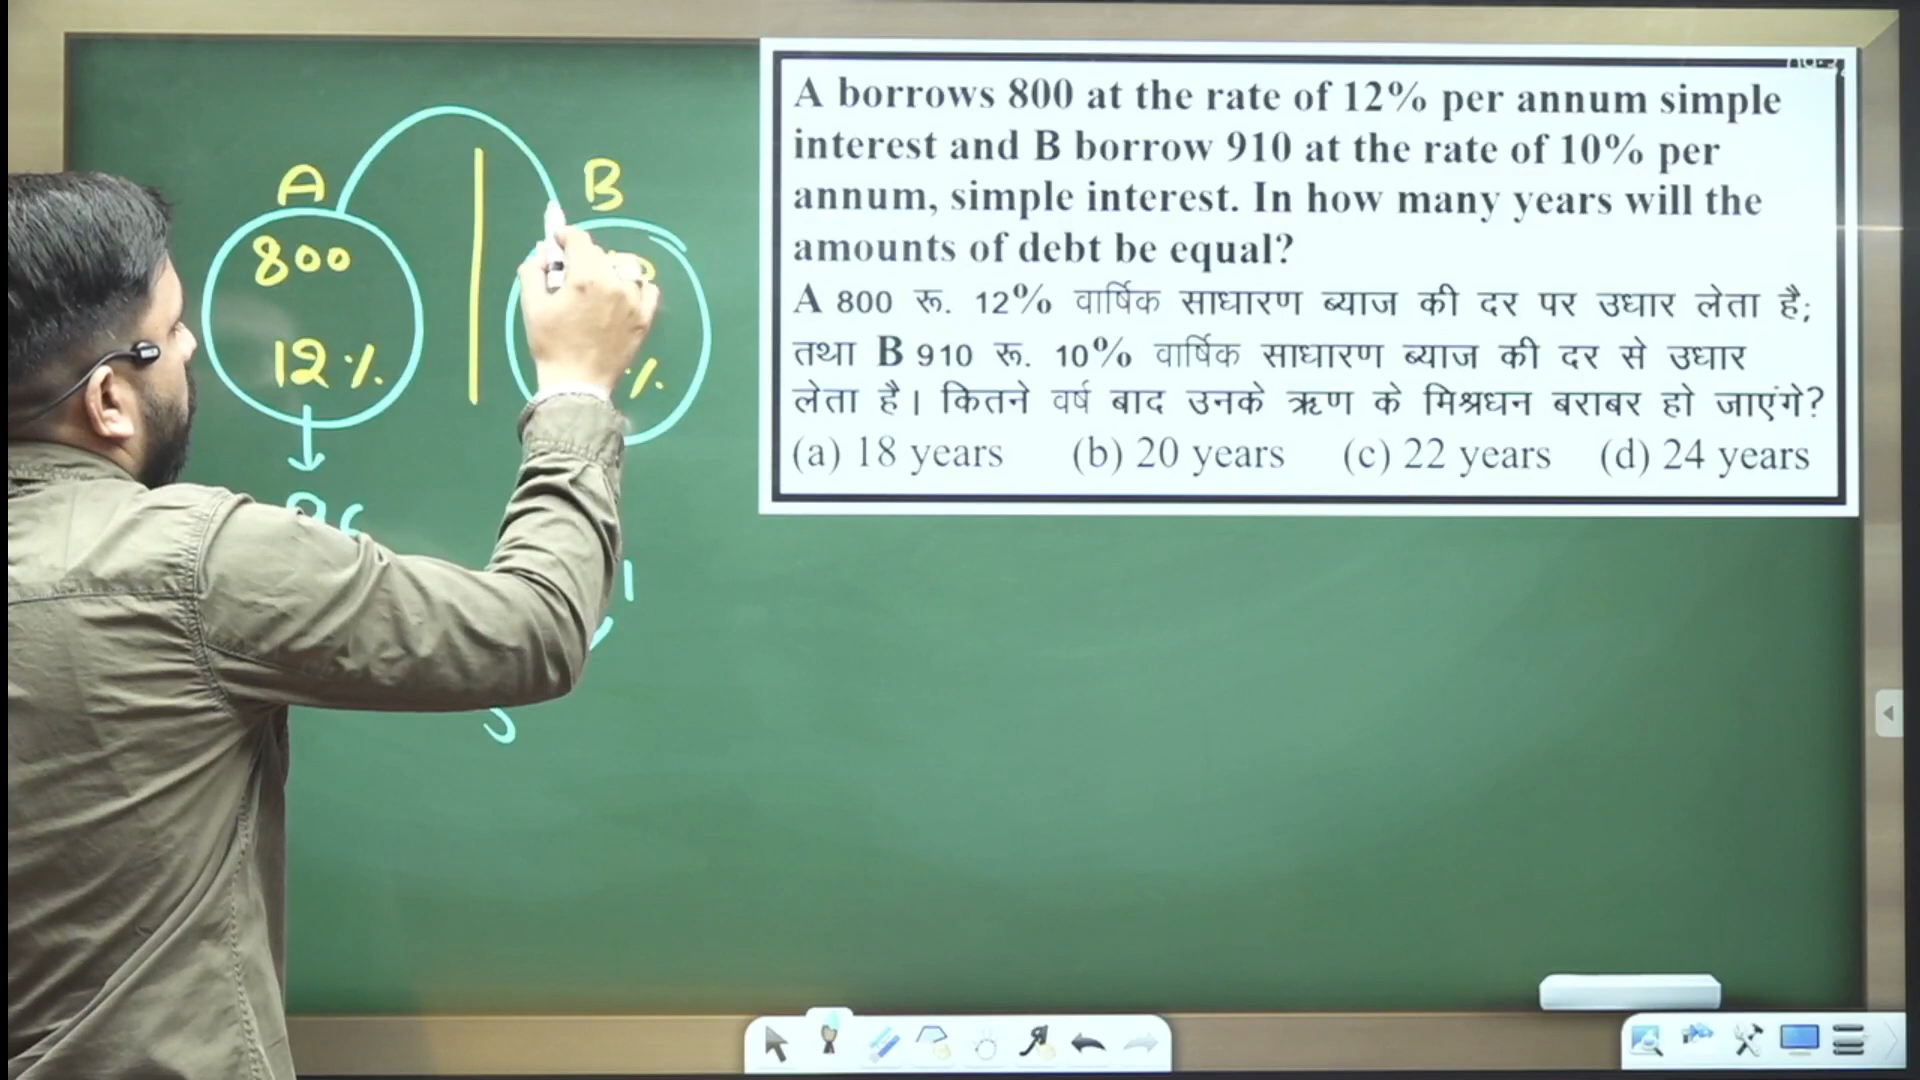 A borrows 800 at the rate of 12% per annum simple
interest and B borrow 910 at the rate of 10% per
annum, simple interest. In how many years will the
amounts of debt be equal?
A 800 रू. 12% वार्षिक साधारण ब्याज की दर पर उधार लेता है;
तथा B 910 रू. 10% वार्षिक साधारण ब्याज की दर से उधार
लेता है। कितने वर्ष बाद उनके ऋण के मिश्रधन बराबर हो जाएंगे?
(a) 18 years (b) 20 years (c) 22 years (d) 24 years
A B
800
12 %
%